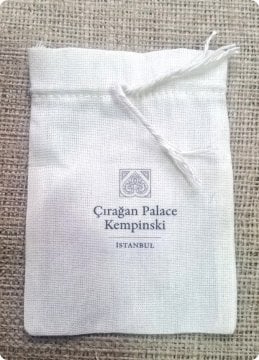 Çırağan Palace
Kempinski
İSTANBUL